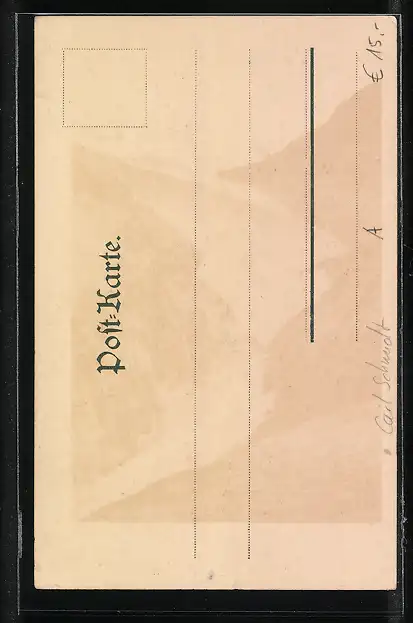 Poſt-Karte.
€ 15,-
A
Carl Schmidt